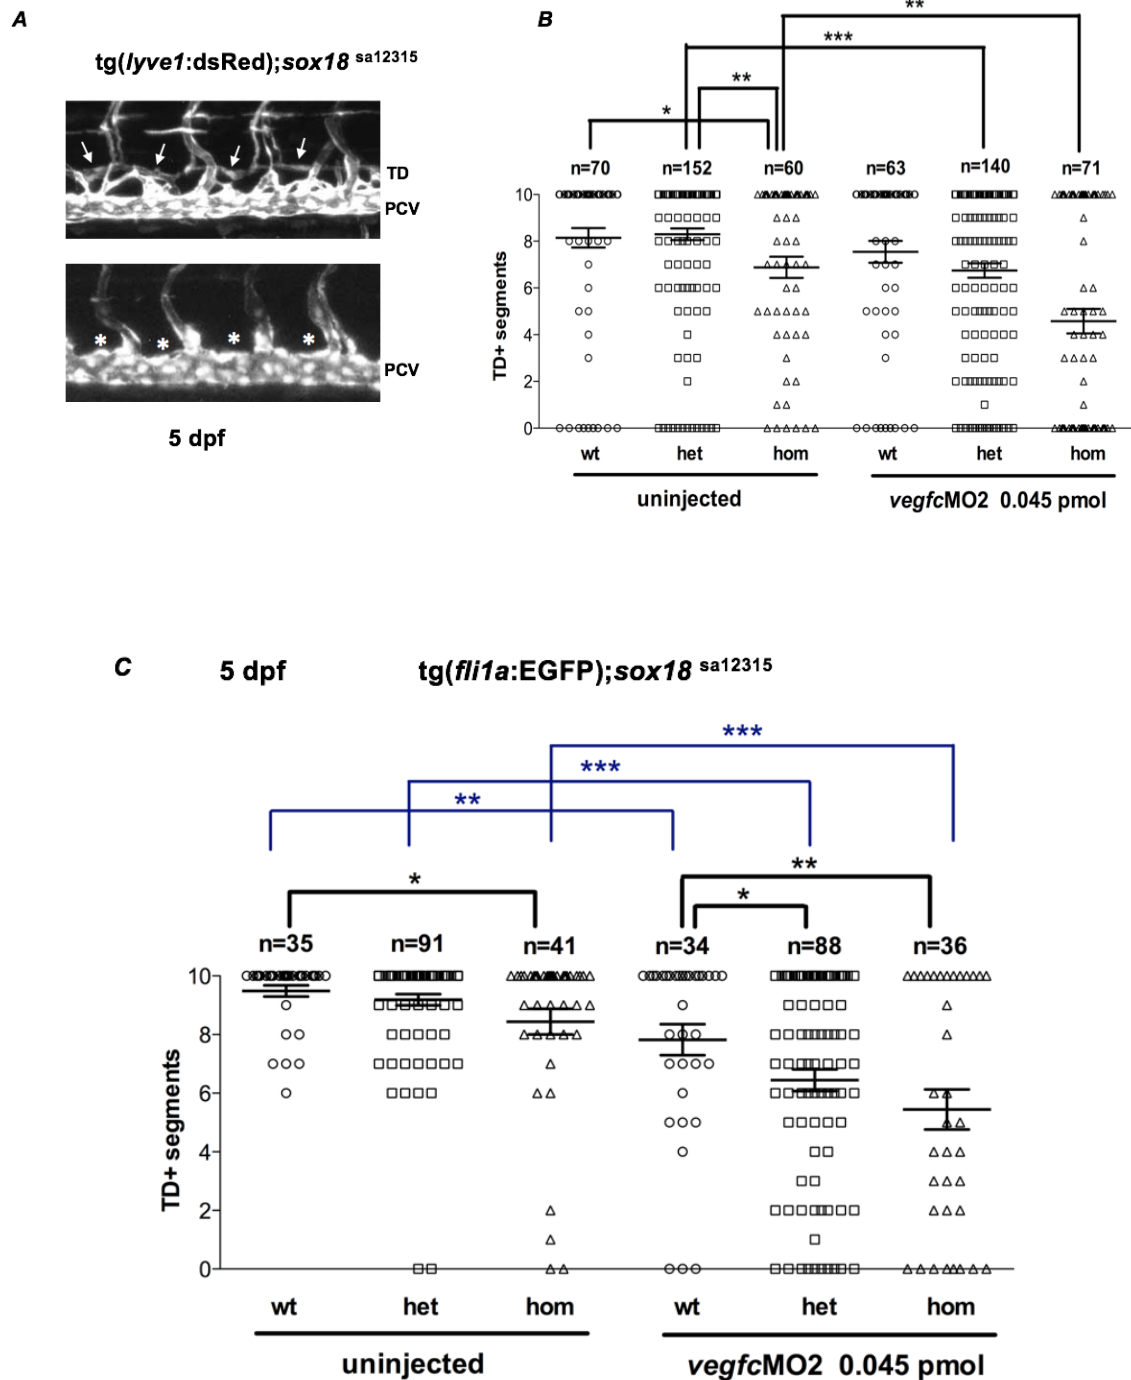 A
tg(lyve1:dsRed);sox18 sa12315
TD
PCV
* * * *
PCV
5 dpf
B
**
***
**
*
n=70 n=152 n=60 n=63 n=140 n=71
TD+ segments
10
8
6
4
2
0
wt het hom wt het hom
uninjected vegfcMO2 0.045 pmol
C 5 dpf tg(fli1a:EGFP);sox18 sa12315
***
***
**
**
*
*
n=35 n=91 n=41 n=34 n=88 n=36
TD+ segments
10
8
6
4
2
0
wt het hom wt het hom
uninjected vegfcMO2 0.045 pmol